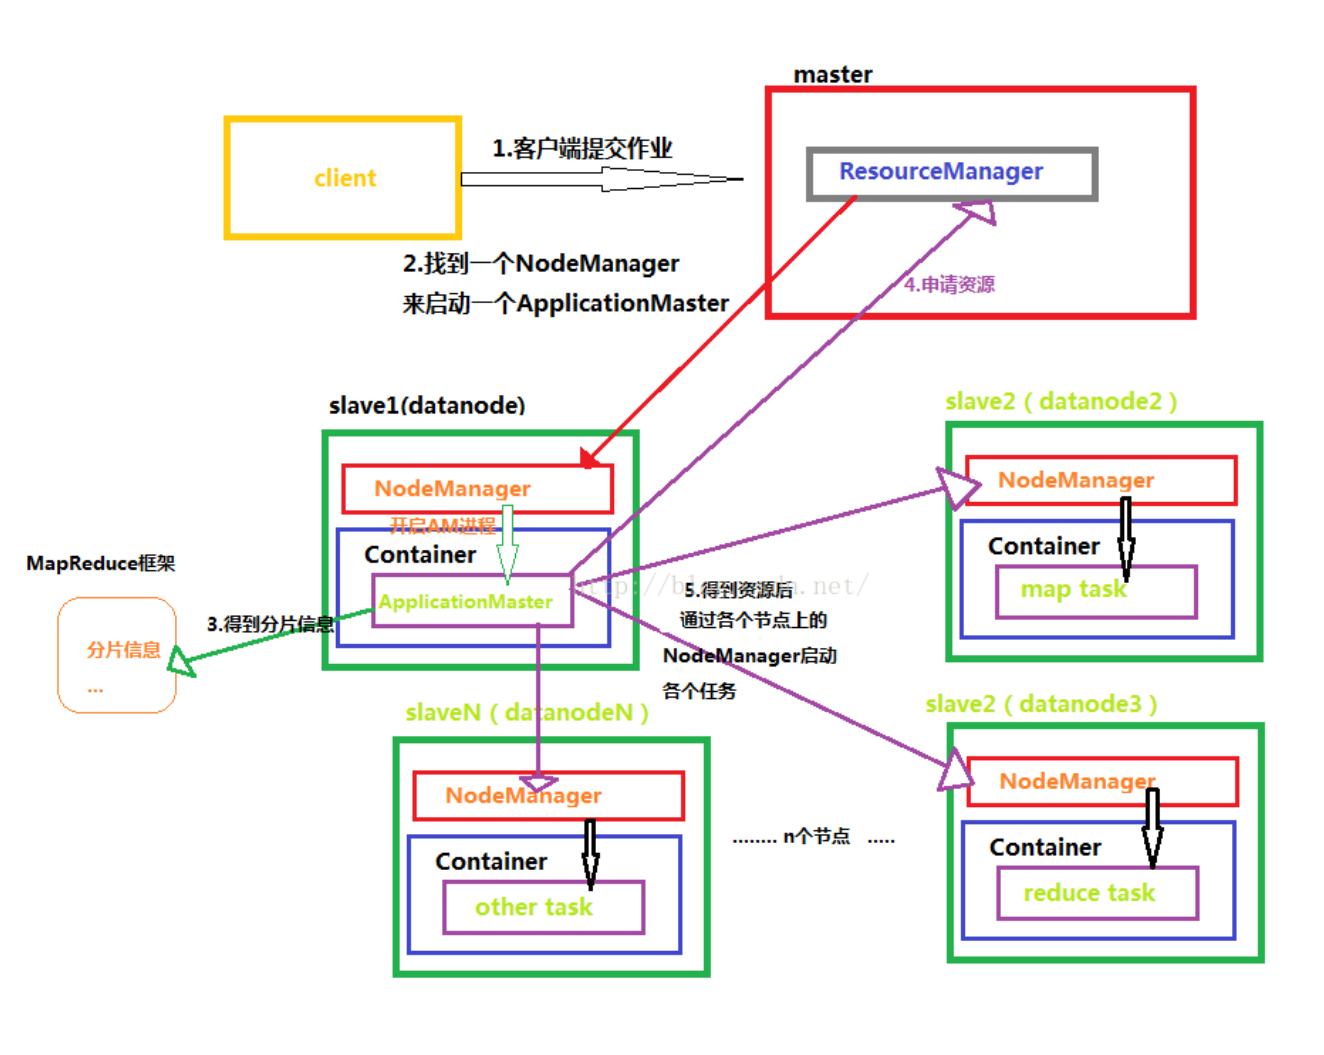 master
client
1.客户端提交作业
ResourceManager
2.找到一个NodeManager
来启动一个ApplicationMaster
4.申请资源
slave1(datanode)
slave2（datanode2）
NodeManager
开启AM进程
Container
ApplicationMaster
NodeManager
Container
map task
MapReduce框架
分片信息
...
3.得到分片信息
5.得到资源后
通过各个节点上的
NodeManager启动
各个任务
slaveN（datanodeN）
slave2（datanode3）
NodeManager
Container
other task
........ n个节点 .....
NodeManager
Container
reduce task